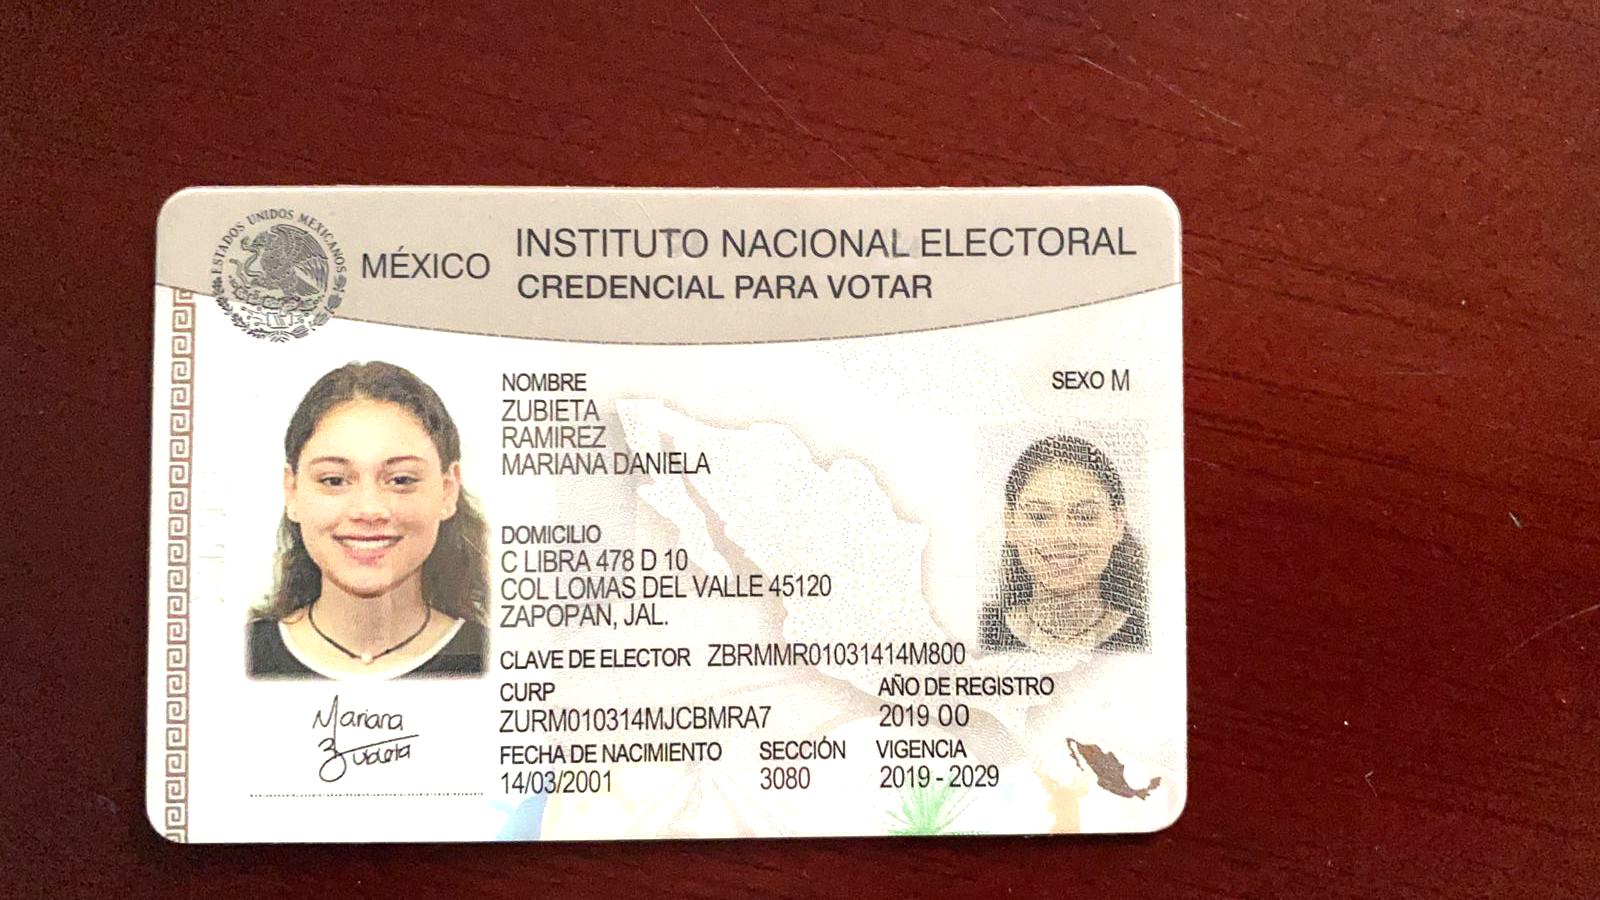 ESTADOS UNIDOS MEXICANOS
MÉXICO
INSTITUTO NACIONAL ELECTORAL
CREDENCIAL PARA VOTAR
NOMBRE
ZUBIETA
RAMIREZ
MARIANA DANIELA
SEXO M
DOMICILIO
C LIBRA 478 D 10
COL LOMAS DEL VALLE 45120
ZAPOPAN, JAL.
CLAVE DE ELECTOR ZBRMMR01031414M800
CURP
ZURM010314MJCBMRA7
AÑO DE REGISTRO
2019 00
FECHA DE NACIMIENTO
14/03/2001
SECCIÓN
3080
VIGENCIA
2019 - 2029
Mariana
Zubieta